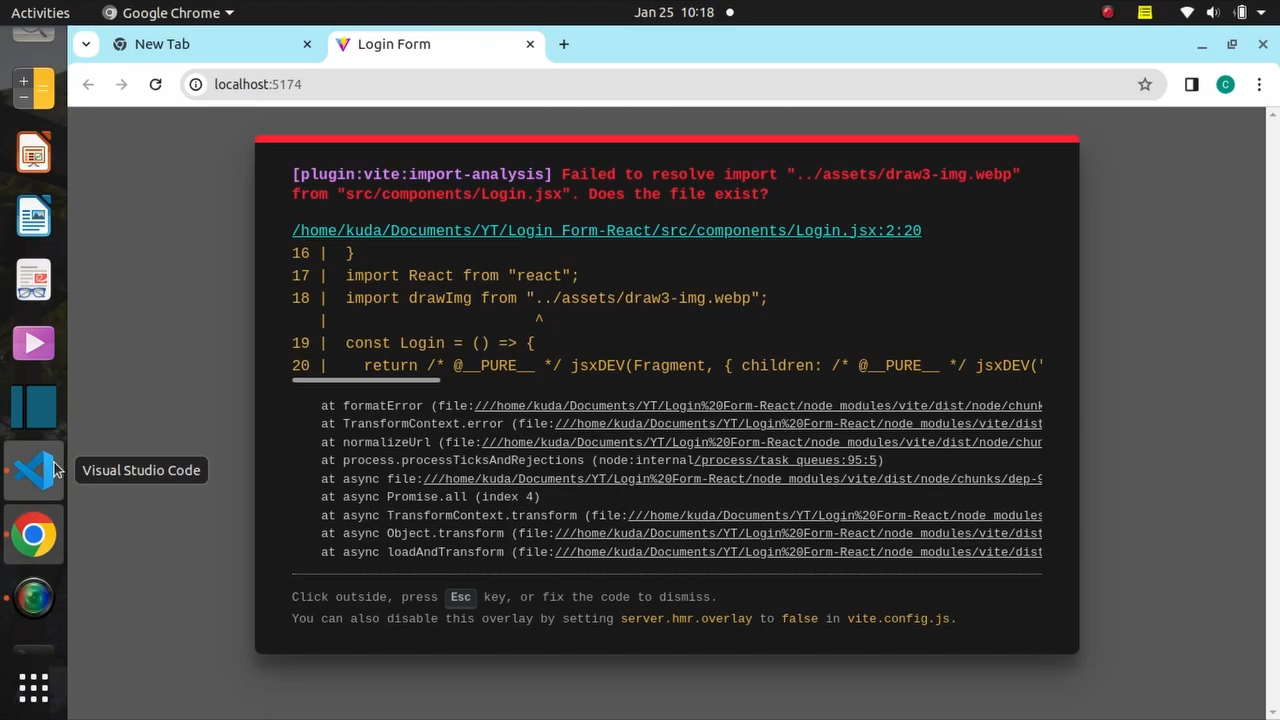 Activities
Google Chrome
Jan 25 10:18
New Tab
Login Form
localhost:5174
C
[plugin:vite:import-analysis] Failed to resolve import "../assets/draw3-img.webp"
from "src/components/Login.jsx". Does the file exist?
/home/kuda/Documents/YT/Login Form-React/src/components/Login.jsx:2:20
16 | }
17 | import React from "react";
18 | import drawImg from "../assets/draw3-img.webp";
| ^
19 | const Login = () => {
20 | return /* @__PURE__ */ jsxDEV(Fragment, { children: /* @__PURE__ */ jsxDEV("
at formatError (file:///home/kuda/Documents/YT/Login%20Form-React/node_modules/vite/dist/node/chunk
at TransformContext.error (file:///home/kuda/Documents/YT/Login%20Form-React/node_modules/vite/dist
at normalizeUrl (file:///home/kuda/Documents/YT/Login%20Form-React/node_modules/vite/dist/node/chun
at process.processTicksAndRejections (node:internal/process/task_queues:95:5)
at async file:///home/kuda/Documents/YT/Login%20Form-React/node_modules/vite/dist/node/chunks/dep-9
at async Promise.all (index 4)
at async TransformContext.transform (file:///home/kuda/Documents/YT/Login%20Form-React/node_modules
at async Object.transform (file:///home/kuda/Documents/YT/Login%20Form-React/node_modules/vite/dist
at async loadAndTransform (file:///home/kuda/Documents/YT/Login%20Form-React/node_modules/vite/dist
Visual Studio Code
Click outside, press Esc key, or fix the code to dismiss.
You can also disable this overlay by setting server.hmr.overlay to false in vite.config.js.